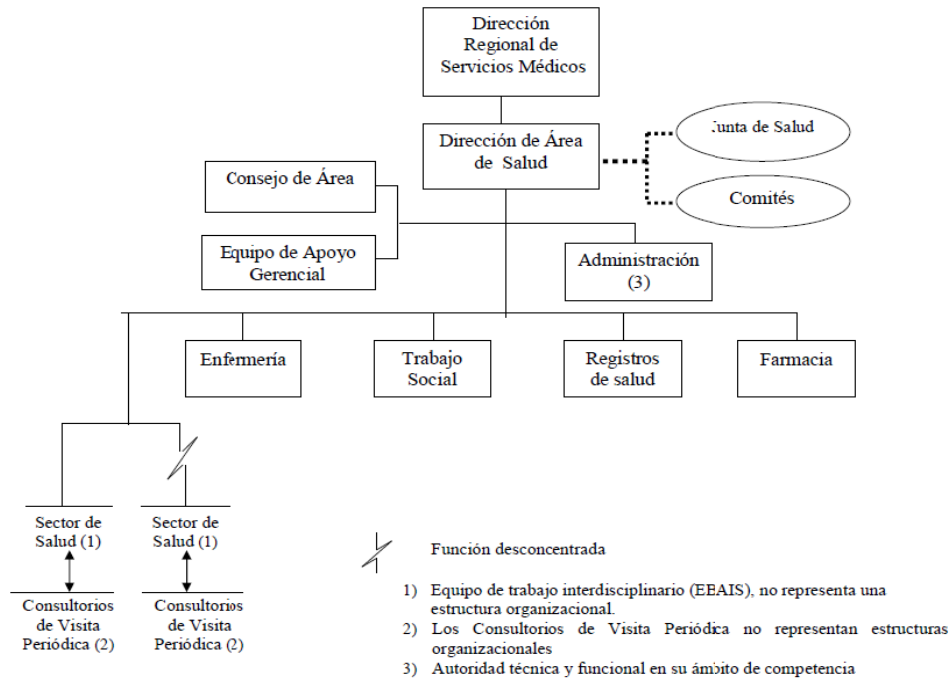 Dirección
Regional de
Servicios Médicos
Dirección de Área
de Salud
Junta de Salud
Comités
Consejo de Área
Equipo de Apoyo
Gerencial
Administración
(3)
Enfermería
Trabajo
Social
Registros
de salud
Farmacia
Sector de
Salud (1)
Sector de
Salud (1)
Consultorios
de Visita
Periódica (2)
Consultorios
de Visita
Periódica (2)
Función desconcentrada
1) Equipo de trabajo interdisciplinario (EBAIS), no representa una
estructura organizacional.
2) Los Consultorios de Visita Periódica no representan estructuras
organizacionales
3) Autoridad técnica y funcional en su ámbito de competencia